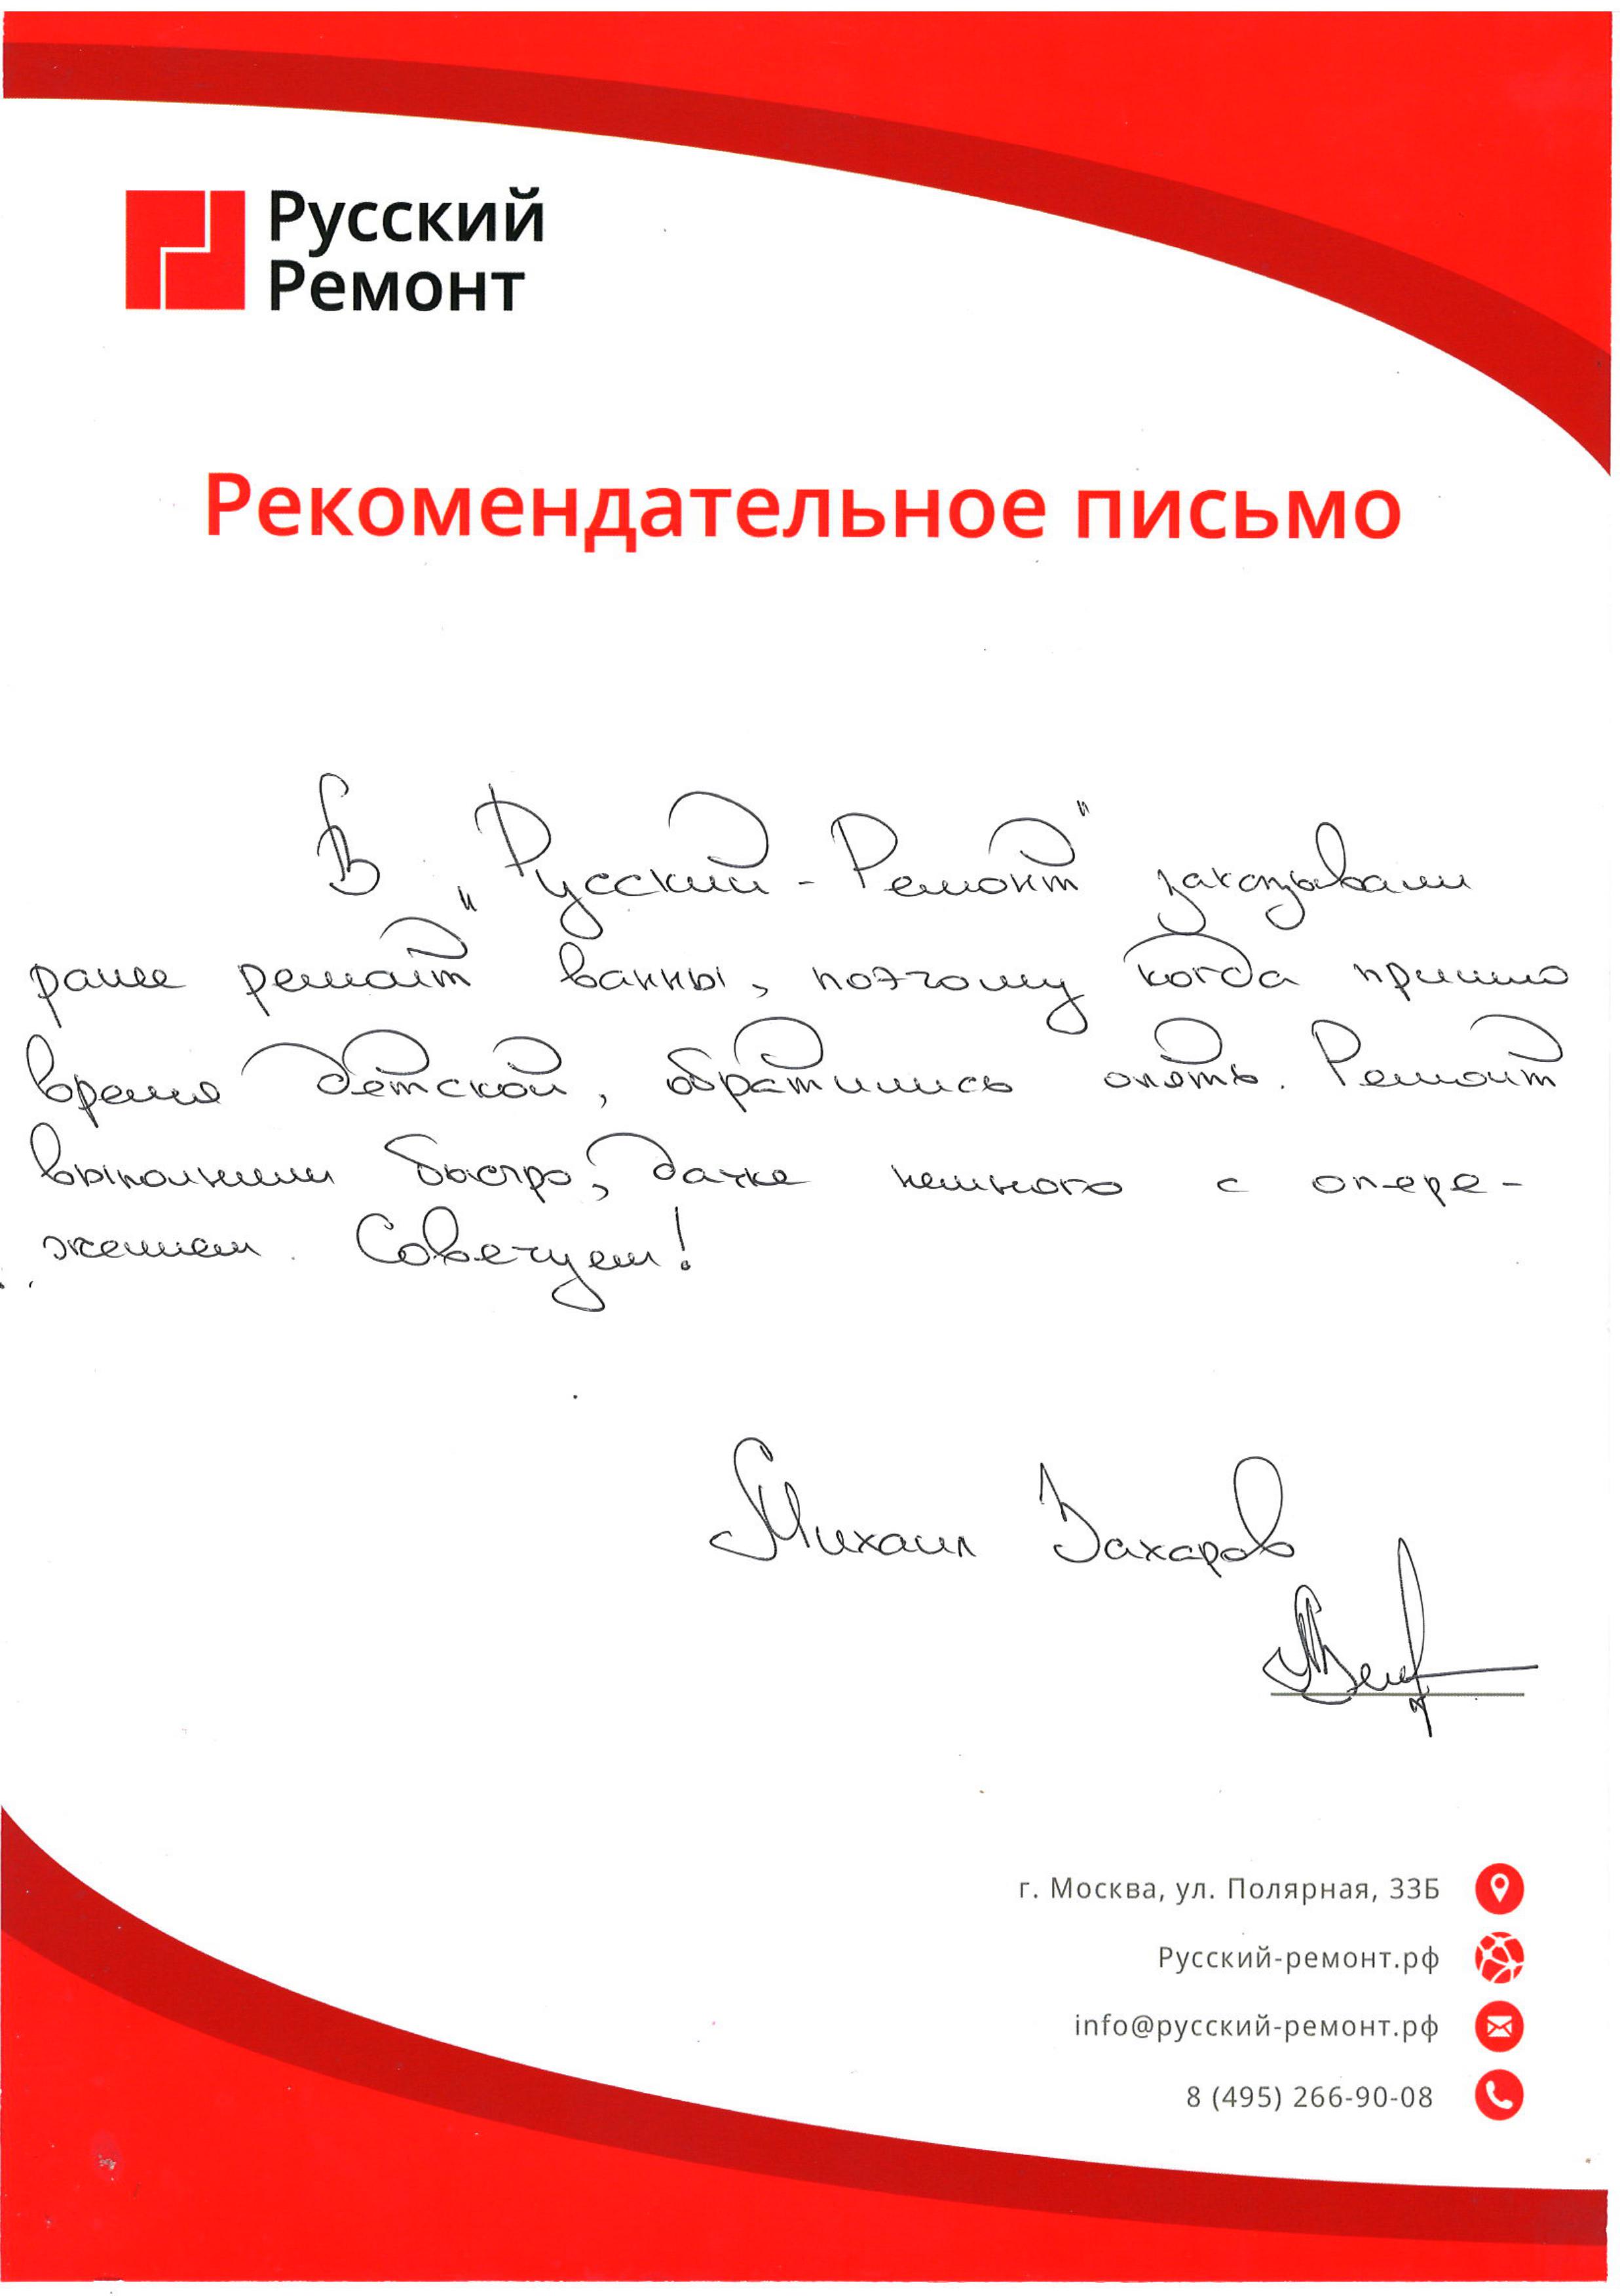 Русский
Ремонт
Рекомендательное письмо
В "Русский-Ремонт" заказывали
ранее ремонт ванны, поэтому когда пришло
время детской, обратились опять. Ремонт
выполнили быстро, даже немного с опере-
жением. Советуем!
Михаил Захаров
г. Москва, ул. Полярная, 33Б
Русский-ремонт.рф
info@русский-ремонт.рф
8 (495) 266-90-08